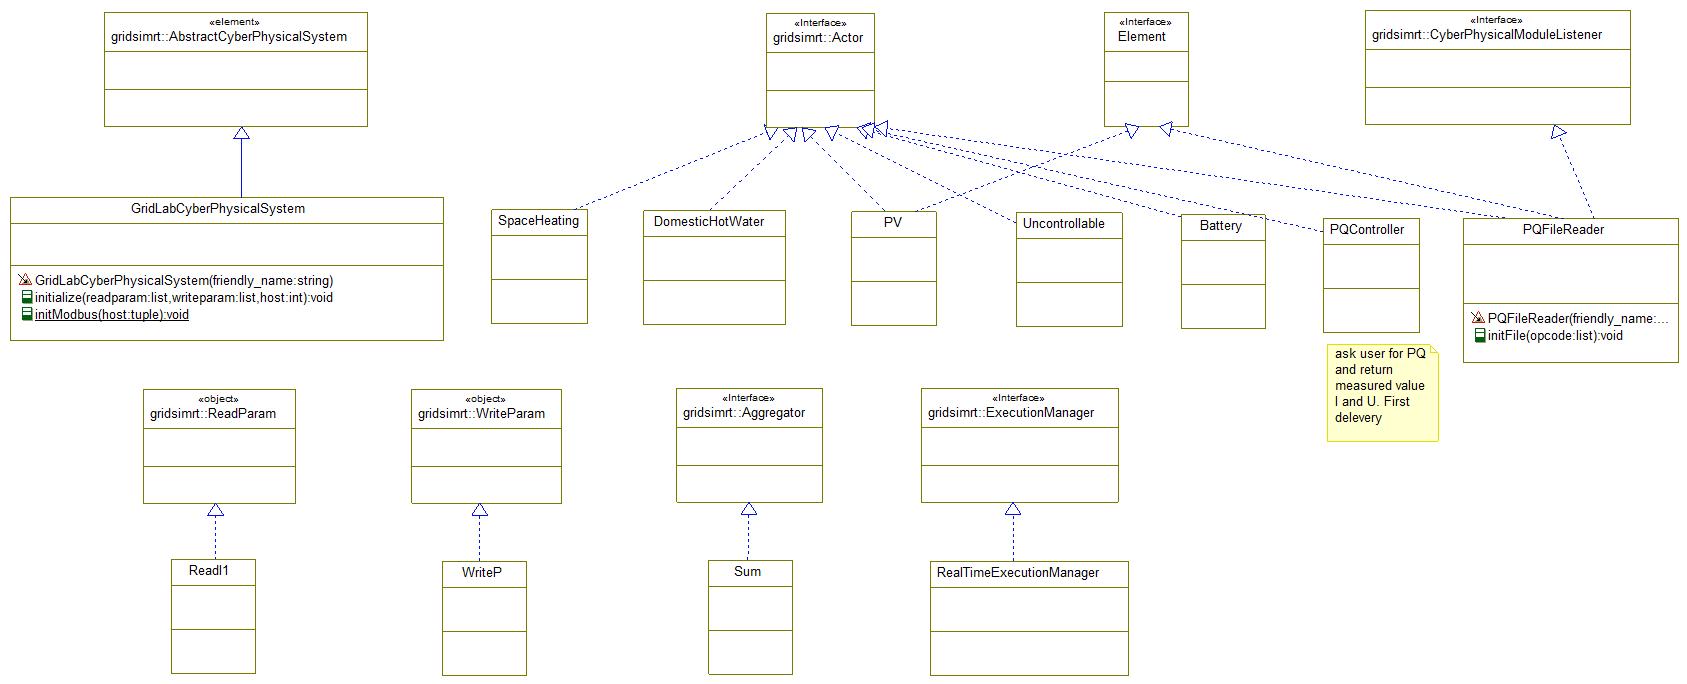 «element»
gridsimrt::AbstractCyberPhysicalSystem
«Interface»
gridsimrt::Actor
«Interface»
Element
«Interface»
gridsimrt::CyberPhysicalModuleListener
GridLabCyberPhysicalSystem
GridLabCyberPhysicalSystem(friendly_name:string)
initialize(readparam:list,writeparam:list,host:int):void
initModbus(host:tuple):void
SpaceHeating
DomesticHotWater
PV
Uncontrollable
Battery
PQController
PQFileReader
PQFileReader(friendly_name:...
initFile(opcode:list):void
ask user for PQ
and return
measured value
I and U. First
delevery
«object»
gridsimrt::ReadParam
«object»
gridsimrt::WriteParam
«Interface»
gridsimrt::Aggregator
«Interface»
gridsimrt::ExecutionManager
ReadI1
WriteP
Sum
RealTimeExecutionManager